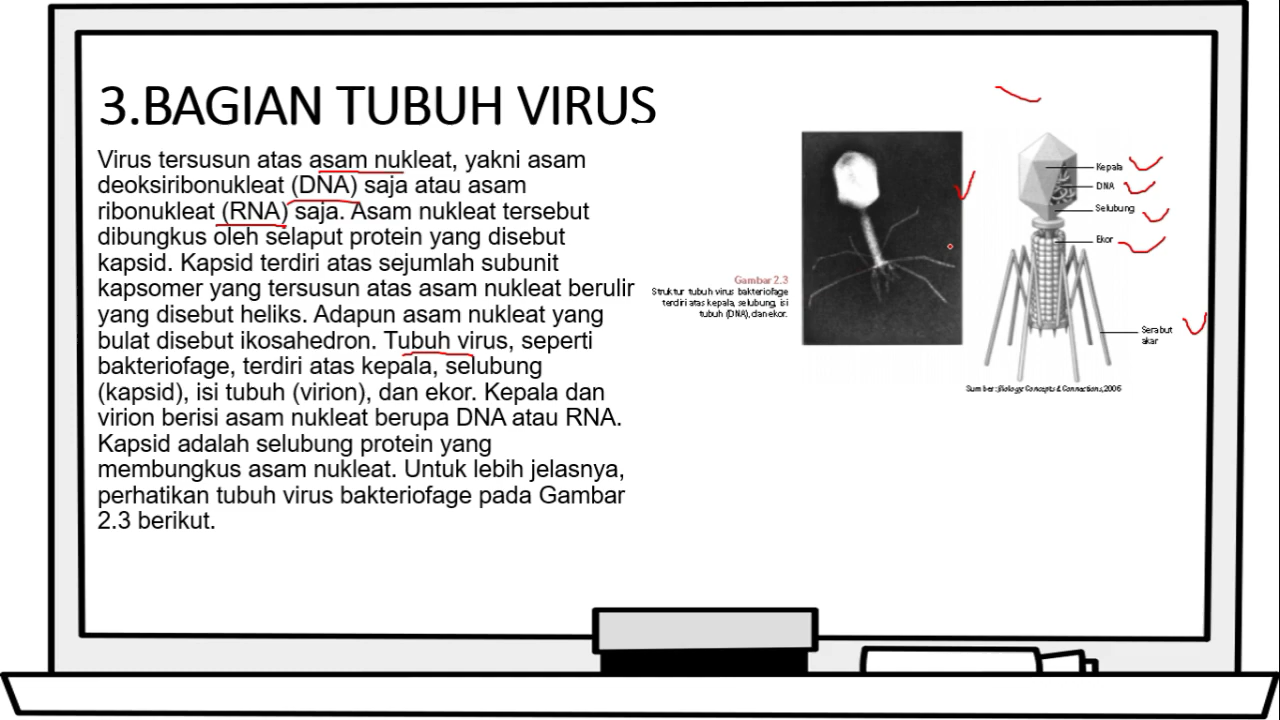 3.BAGIAN TUBUH VIRUS
Virus tersusun atas asam nukleat, yakni asam
deoksiribonukleat (DNA) saja atau asam
ribonukleat (RNA) saja. Asam nukleat tersebut
dibungkus oleh selaput protein yang disebut
kapsid. Kapsid terdiri atas sejumlah subunit
kapsomer yang tersusun atas asam nukleat berulir
yang disebut heliks. Adapun asam nukleat yang
bulat disebut ikosahedron. Tubuh virus, seperti
bakteriofage, terdiri atas kepala, selubung
(kapsid), isi tubuh (virion), dan ekor. Kepala dan
virion berisi asam nukleat berupa DNA atau RNA.
Kapsid adalah selubung protein yang
membungkus asam nukleat. Untuk lebih jelasnya,
perhatikan tubuh virus bakteriofage pada Gambar
2.3 berikut.
Gambar 2.3
Struktur tubuh virus bakteriofage
terdiri atas kepala, selubung, isi
tubuh (DNA), dan ekor.
Kepala
DNA
Selubung
Ekor
Serabut
akar
Sumber: Biology: Concepts & Connections, 2006